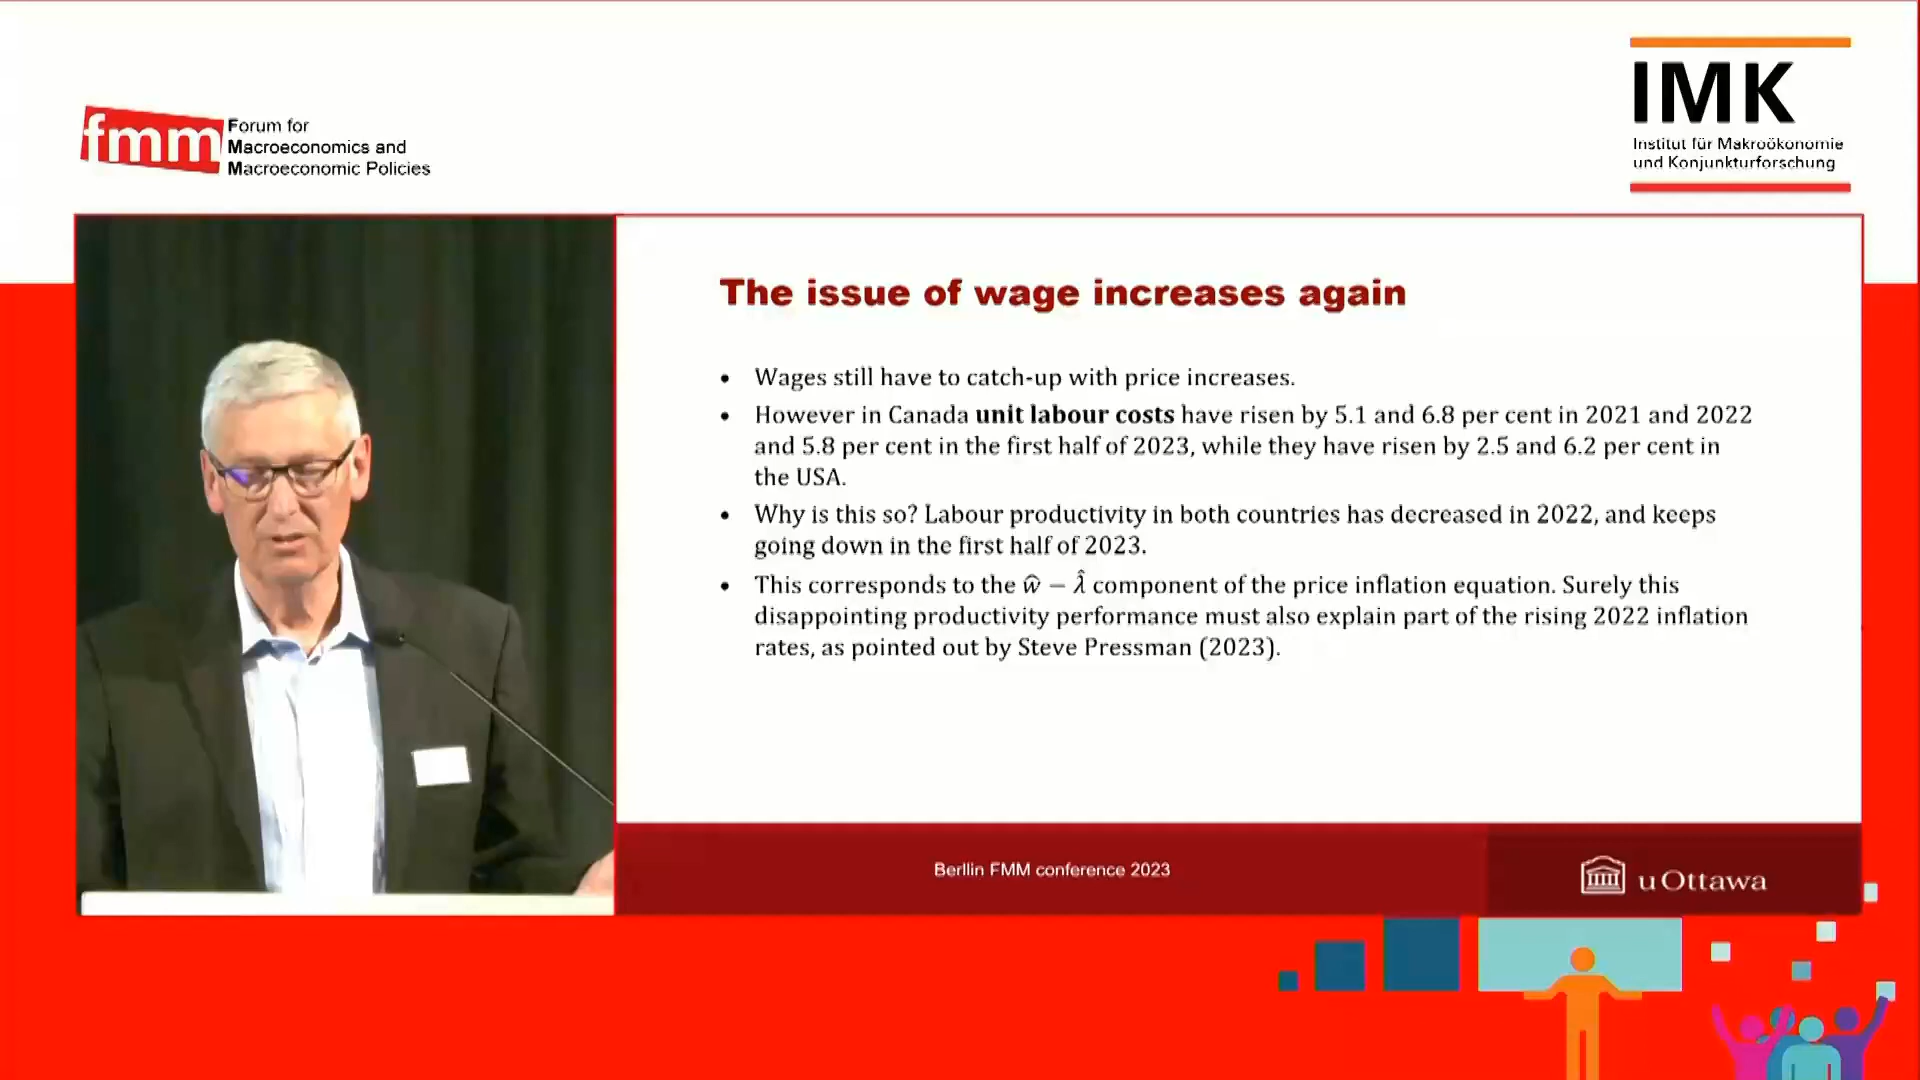 fmm
Forum for
Macroeconomics and
Macroeconomic Policies
IMK
Institut für Makroökonomie
und Konjunkturforschung
The issue of wage increases again
• Wages still have to catch-up with price increases.
• However in Canada unit labour costs have risen by 5.1 and 6.8 per cent in 2021 and 2022
and 5.8 per cent in the first half of 2023, while they have risen by 2.5 and 6.2 per cent in
the USA.
• Why is this so? Labour productivity in both countries has decreased in 2022, and keeps
going down in the first half of 2023.
• This corresponds to the ŵ − λ̂ component of the price inflation equation. Surely this
disappointing productivity performance must also explain part of the rising 2022 inflation
rates, as pointed out by Steve Pressman (2023).
Berllin FMM conference 2023
uOttawa